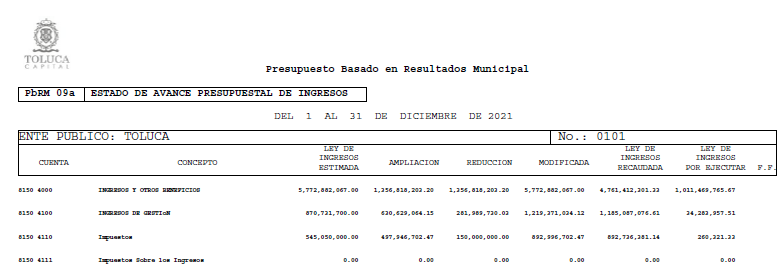 TOLUCA
CAPITAL
Presupuesto Basado en Resultados Municipal
PbRM 09a ESTADO DE AVANCE PRESUPUESTAL DE INGRESOS
DEL 1 AL 31 DE DICIEMBRE DE 2021
ENTE PUBLICO: TOLUCA No.: 0101
CUENTA CONCEPTO LEY DE INGRESOS ESTIMADA AMPLIACION REDUCCION MODIFICADA LEY DE INGRESOS RECAUDADA LEY DE INGRESOS POR EJECUTAR F.F.
8150 4000 INGRESOS Y OTROS BENEFICIOS 5,772,882,067.00 1,356,818,203.20 1,356,818,203.20 5,772,882,067.00 4,761,412,301.33 1,011,469,765.67
8150 4100 INGRESOS DE GESTIoN 870,731,700.00 630,629,064.15 281,989,730.03 1,219,371,034.12 1,185,087,076.61 34,283,957.51
8150 4110 Impuestos 545,050,000.00 497,946,702.47 150,000,000.00 892,996,702.47 892,736,381.14 260,321.33
8150 4111 Impuestos Sobre los Ingresos 0.00 0.00 0.00 0.00 0.00 0.00